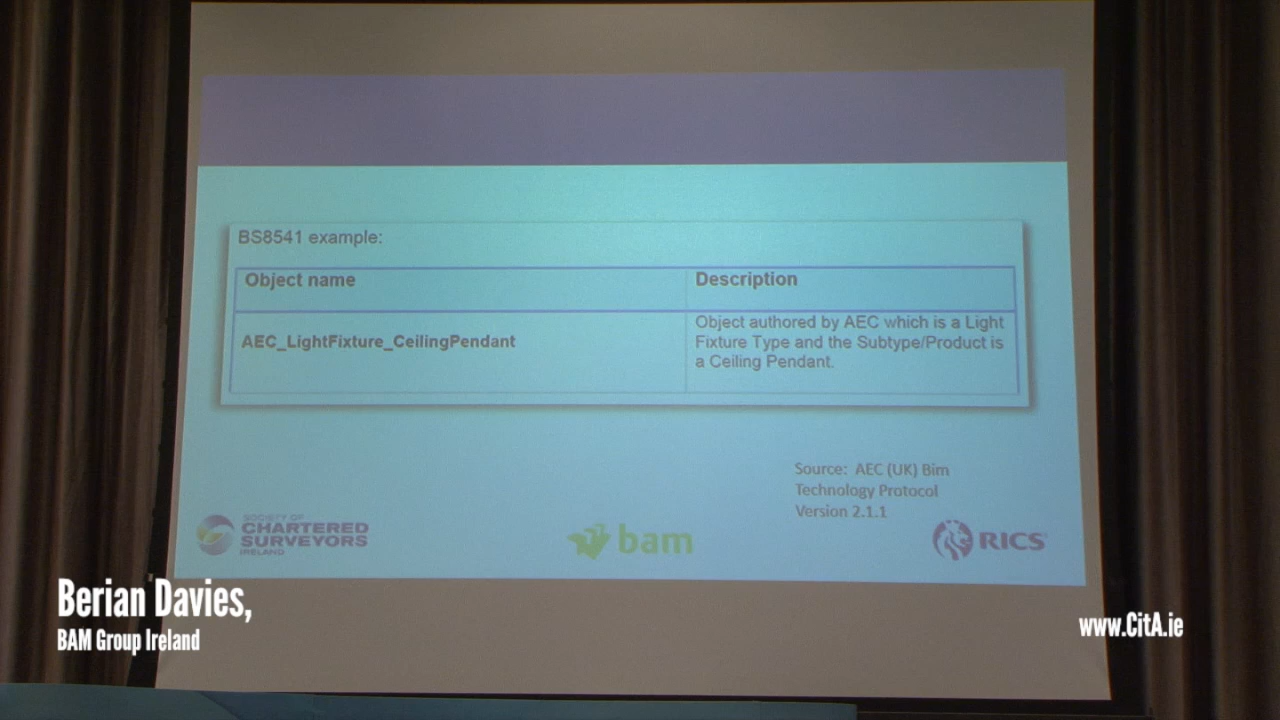 BS8541 example:
Object name
Description
AEC_LightFixture_CeilingPendant
Object authored by AEC which is a Light
Fixture Type and the Subtype/Product is
a Ceiling Pendant.
Source: AEC (UK) Bim
Technology Protocol
Version 2.1.1
SOCIETY OF
CHARTERED
SURVEYORS
IRELAND
bam
RICS
Berian Davies,
BAM Group Ireland
www.CitA.ie